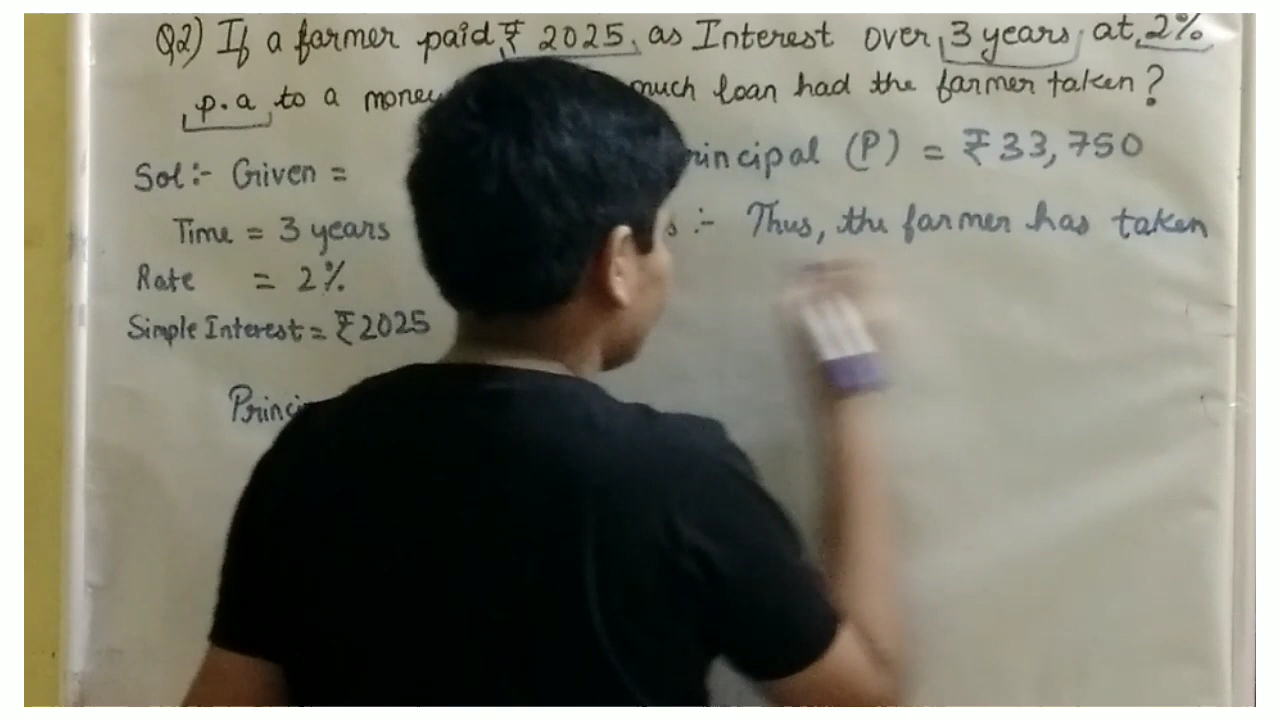 Q2) If a farmer paid ₹ 2025 as Interest over 3 years at 2%
p.a to a money much loan had the farmer taken?
Sol:- Given =
Time = 3 years
Rate = 2%
Simple Interest = ₹2025
Princi
rincipal (P) = ₹33,750
s :- Thus, the farmer has taken